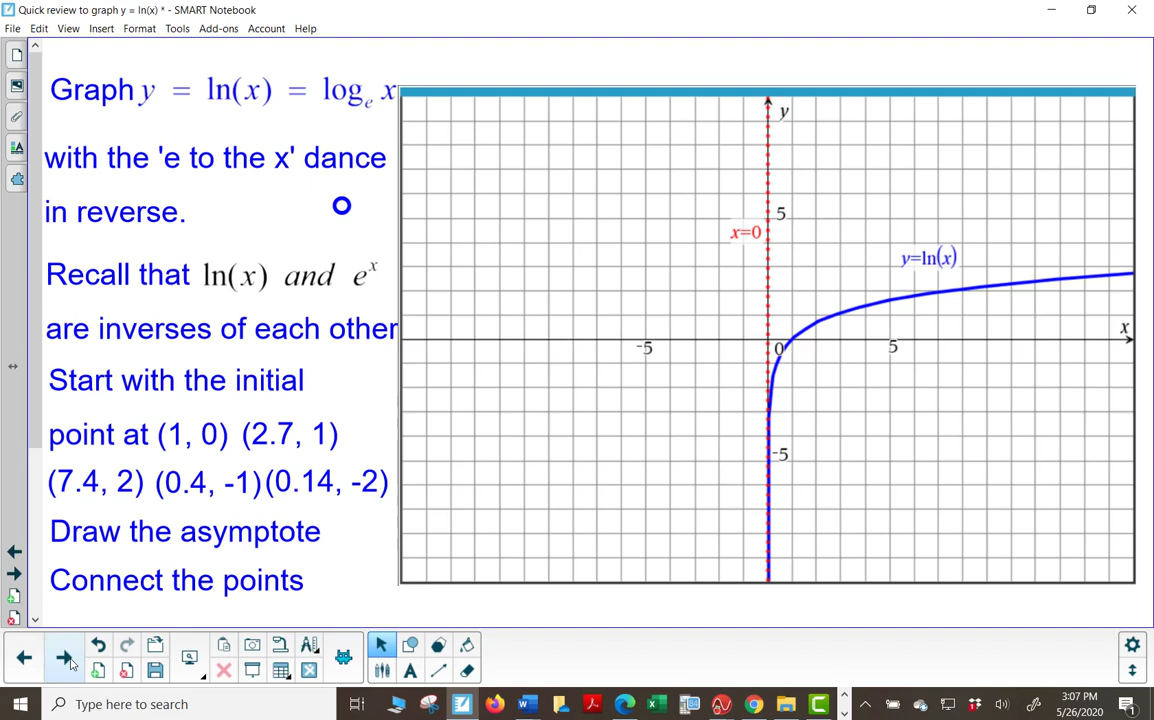 Quick review to graph y = ln(x) * - SMART Notebook
File Edit View Insert Format Tools Add-ons Account Help
Graph y = ln(x) = logₑ x
with the 'e to the x' dance
in reverse.
Recall that ln(x) and eˣ
are inverses of each other
Start with the initial
point at (1, 0) (2.7, 1)
(7.4, 2) (0.4, -1)(0.14, -2)
Draw the asymptote
Connect the points
y
5
x=0
y=ln(x)
x
-5 0 5
-5
Type here to search
3:07 PM
5/26/2020